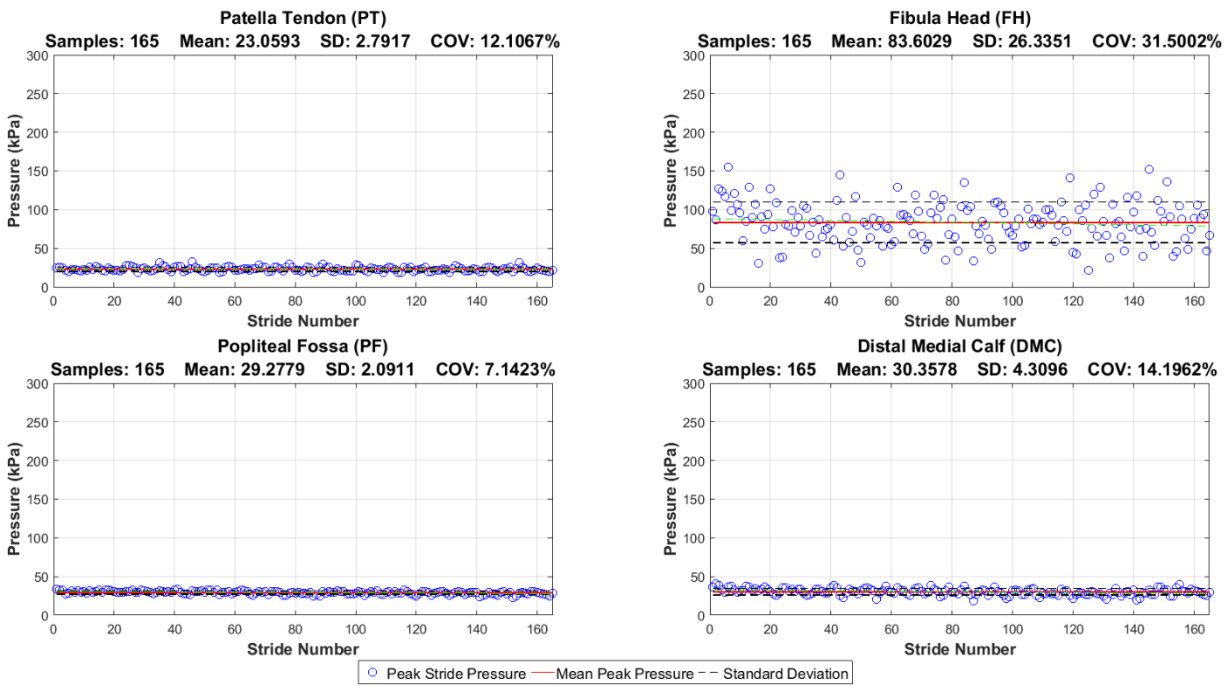 Patella Tendon (PT)
Samples: 165 Mean: 23.0593 SD: 2.7917 COV: 12.1067%
300
250
200
150
100
50
0
Pressure (kPa)
0 20 40 60 80 100 120 140 160
Stride Number
Fibula Head (FH)
Samples: 165 Mean: 83.6029 SD: 26.3351 COV: 31.5002%
300
250
200
150
100
50
0
Pressure (kPa)
0 20 40 60 80 100 120 140 160
Stride Number
Popliteal Fossa (PF)
Samples: 165 Mean: 29.2779 SD: 2.0911 COV: 7.1423%
300
250
200
150
100
50
0
Pressure (kPa)
0 20 40 60 80 100 120 140 160
Stride Number
Distal Medial Calf (DMC)
Samples: 165 Mean: 30.3578 SD: 4.3096 COV: 14.1962%
300
250
200
150
100
50
0
Pressure (kPa)
0 20 40 60 80 100 120 140 160
Stride Number
Peak Stride Pressure Mean Peak Pressure Standard Deviation